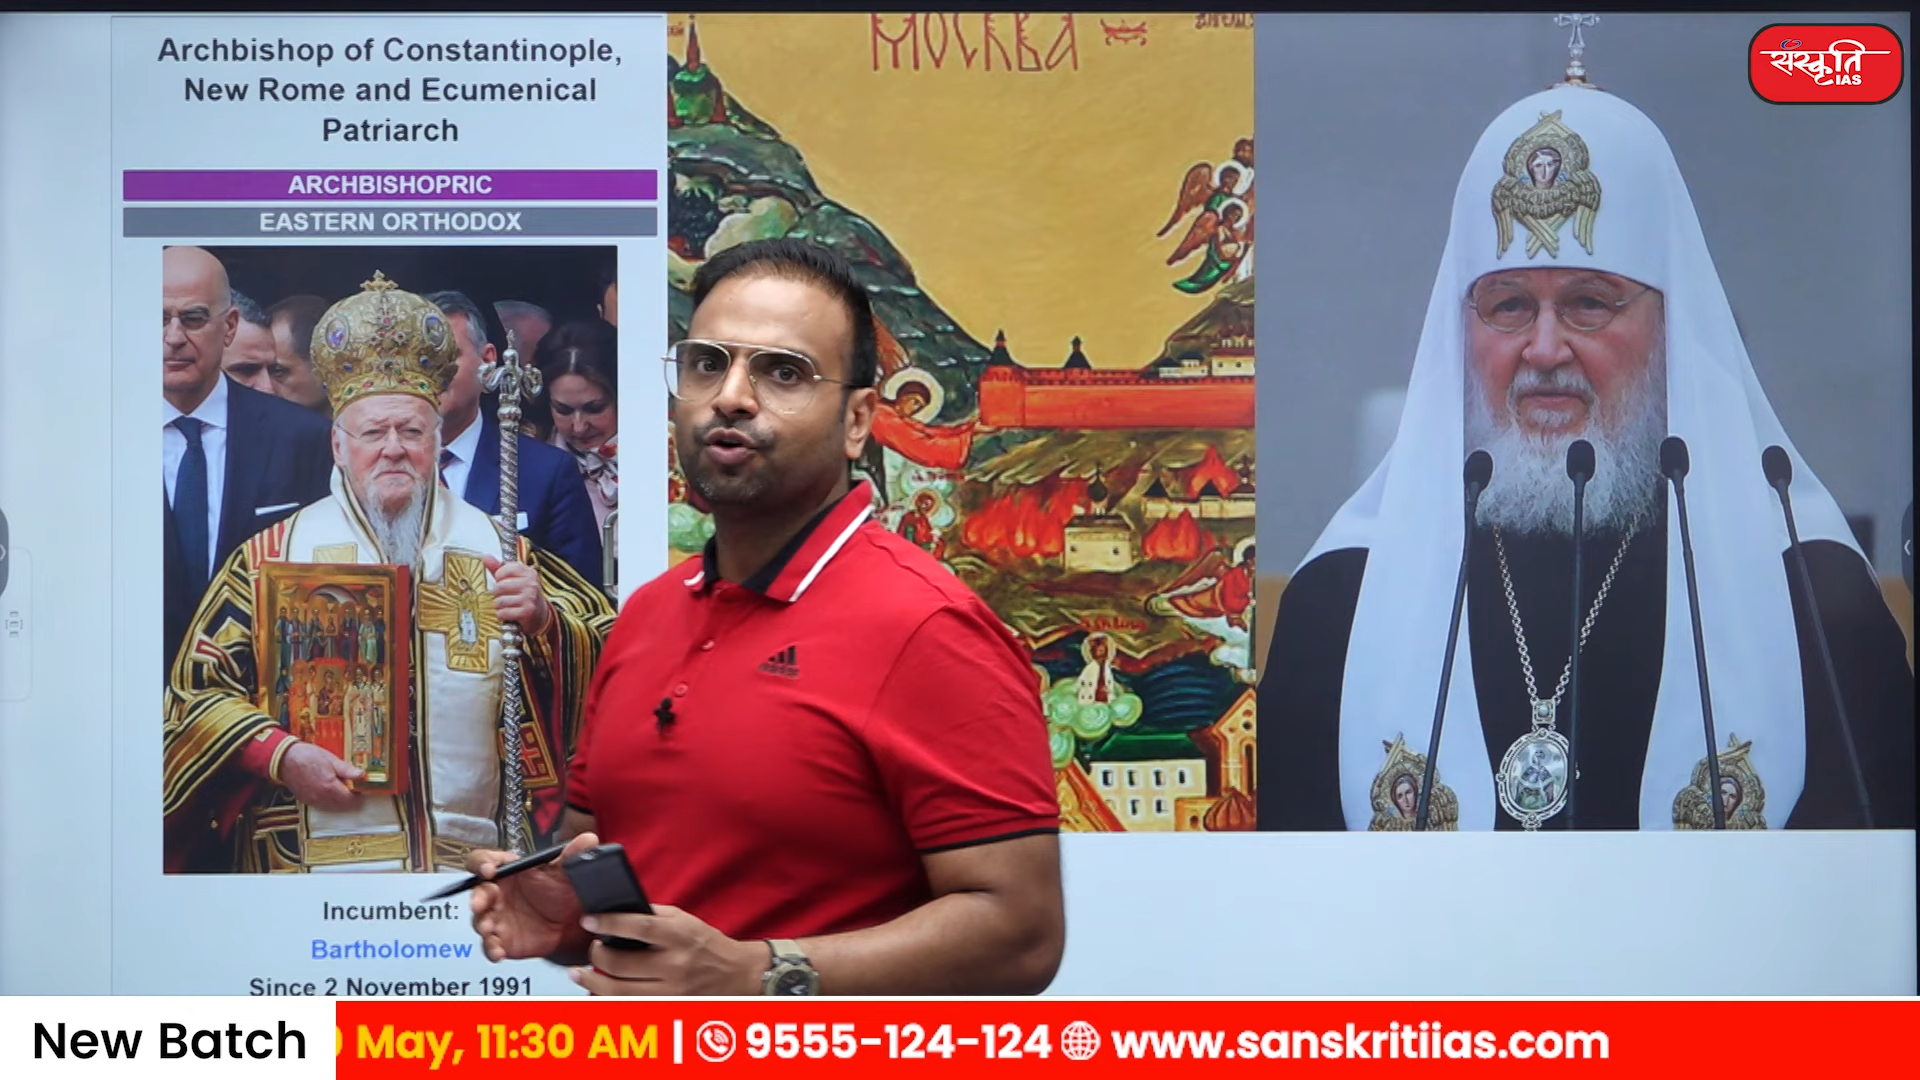 Archbishop of Constantinople,
New Rome and Ecumenical
Patriarch
ARCHBISHOPRIC
EASTERN ORTHODOX
Incumbent:
Bartholomew
Since 2 November 1991
МОСКВА
संस्कृति
IAS
New Batch
May, 11:30 AM | 9555-124-124 www.sanskritiias.com